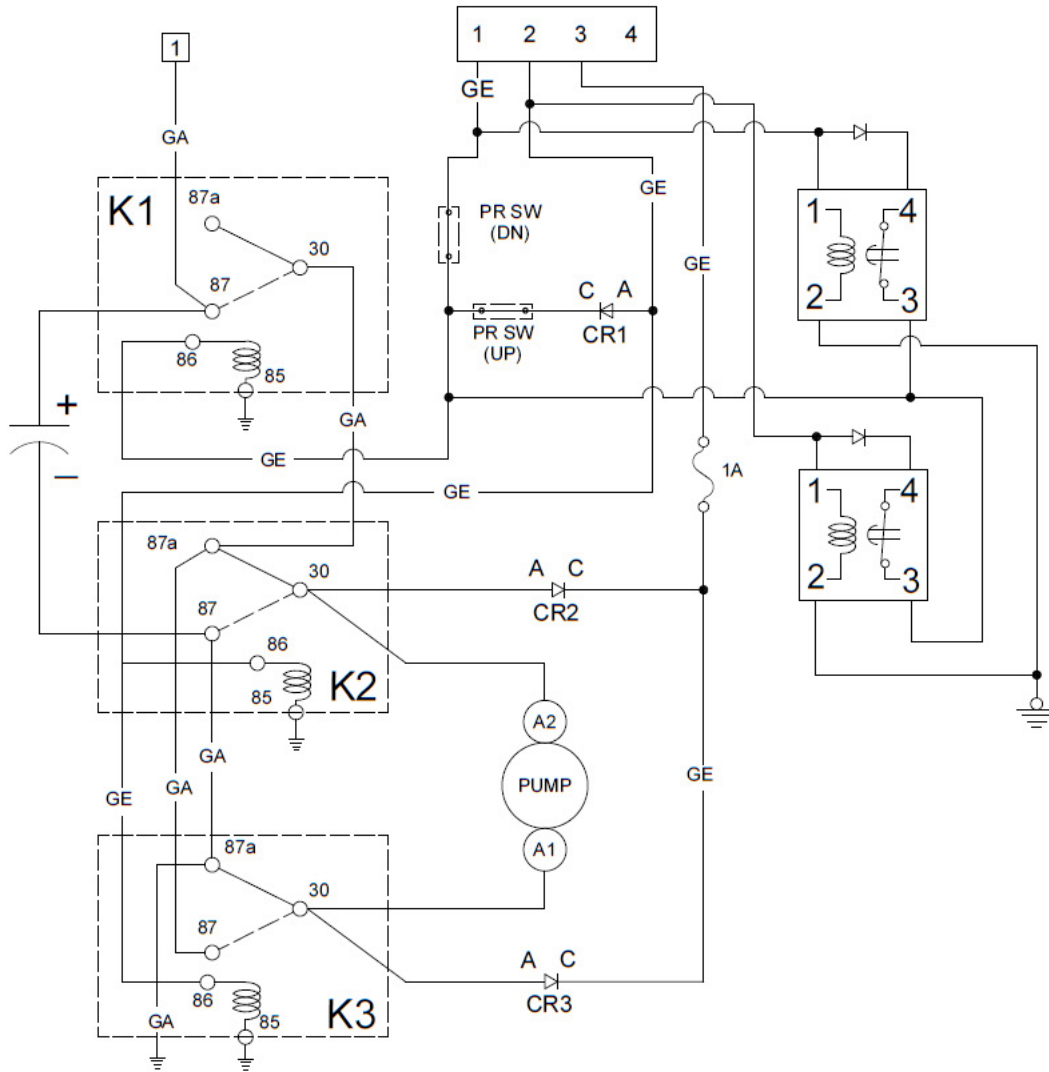 1
1 2 3 4
GE
GA
GE
K1
87a
30
87
86
85
PR SW
(DN)
C A
CR1
PR SW
(UP)
GE
1 4
2 3
+
–
GA
GE
GE
1A
1 4
2 3
87a
30
87
86
85
K2
A C
CR2
A2
PUMP
A1
GA
GA
GE
GE
87a
30
87
86
85
K3
GA
A C
CR3